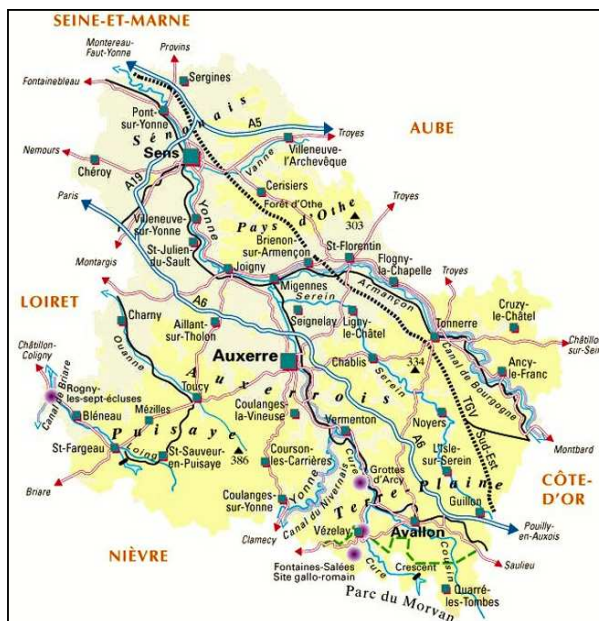 SEINE-ET-MARNE
Montereau-
Faut-Yonne
Provins
Fontainebleau
Sergines
Pont-
sur-Yonne
Sénonais
A5
Troyes
AUBE
Nemours
Sens
Vanne
Villeneuve-
l'Archevêque
Chéroy
A19
Cerisiers
Forêt d'Othe
Paris
Troyes
Villeneuve-
sur-Yonne
Yonne
Pays d'Othe
303
St-Julien-
du-Sault
Brienon-
sur-Armençon
St-Florentin
Montargis
Joigny
Flogny-
la-Chapelle
Troyes
Migennes
Armançon
LOIRET
A6
Serein
Cruzy-
le-Châtel
Charny
Aillant-
sur-Tholon
Seignelay
Ligny-
le-Châtel
Tonnerre
Châtillon-
sur-Seine
Châtillon-
Coligny
Ouanne
Auxerre
Chablis
334
Canal de Bourgogne
Ancy-
le-Franc
Canal de Briare
Rogny-
les-sept-écluses
Auxerrois
Serein
Toucy
Bléneau
Mézilles
Coulanges-
la-Vineuse
Vermenton
Noyers
TGV
Sud-Est
Montbard
Puisaye
A6
St-Fargeau
Loing
St-Sauveur-
en-Puisaye
386
Courson-
les-Carrières
Cure
L'Isle-
sur-Serein
Briare
Grottes
d'Arcy
CÔTE-
D'OR
Yonne
Canal du Nivernais
Terre Plaine
Coulanges-
sur-Yonne
Guillon
Clamecy
Pouilly-
en-Auxois
Vézelay
Avallon
NIÈVRE
Fontaines-Salées
Site gallo-romain
Cure
Crescent
Cousin
Saulieu
Quarré-
les-Tombes
Parc du Morvan